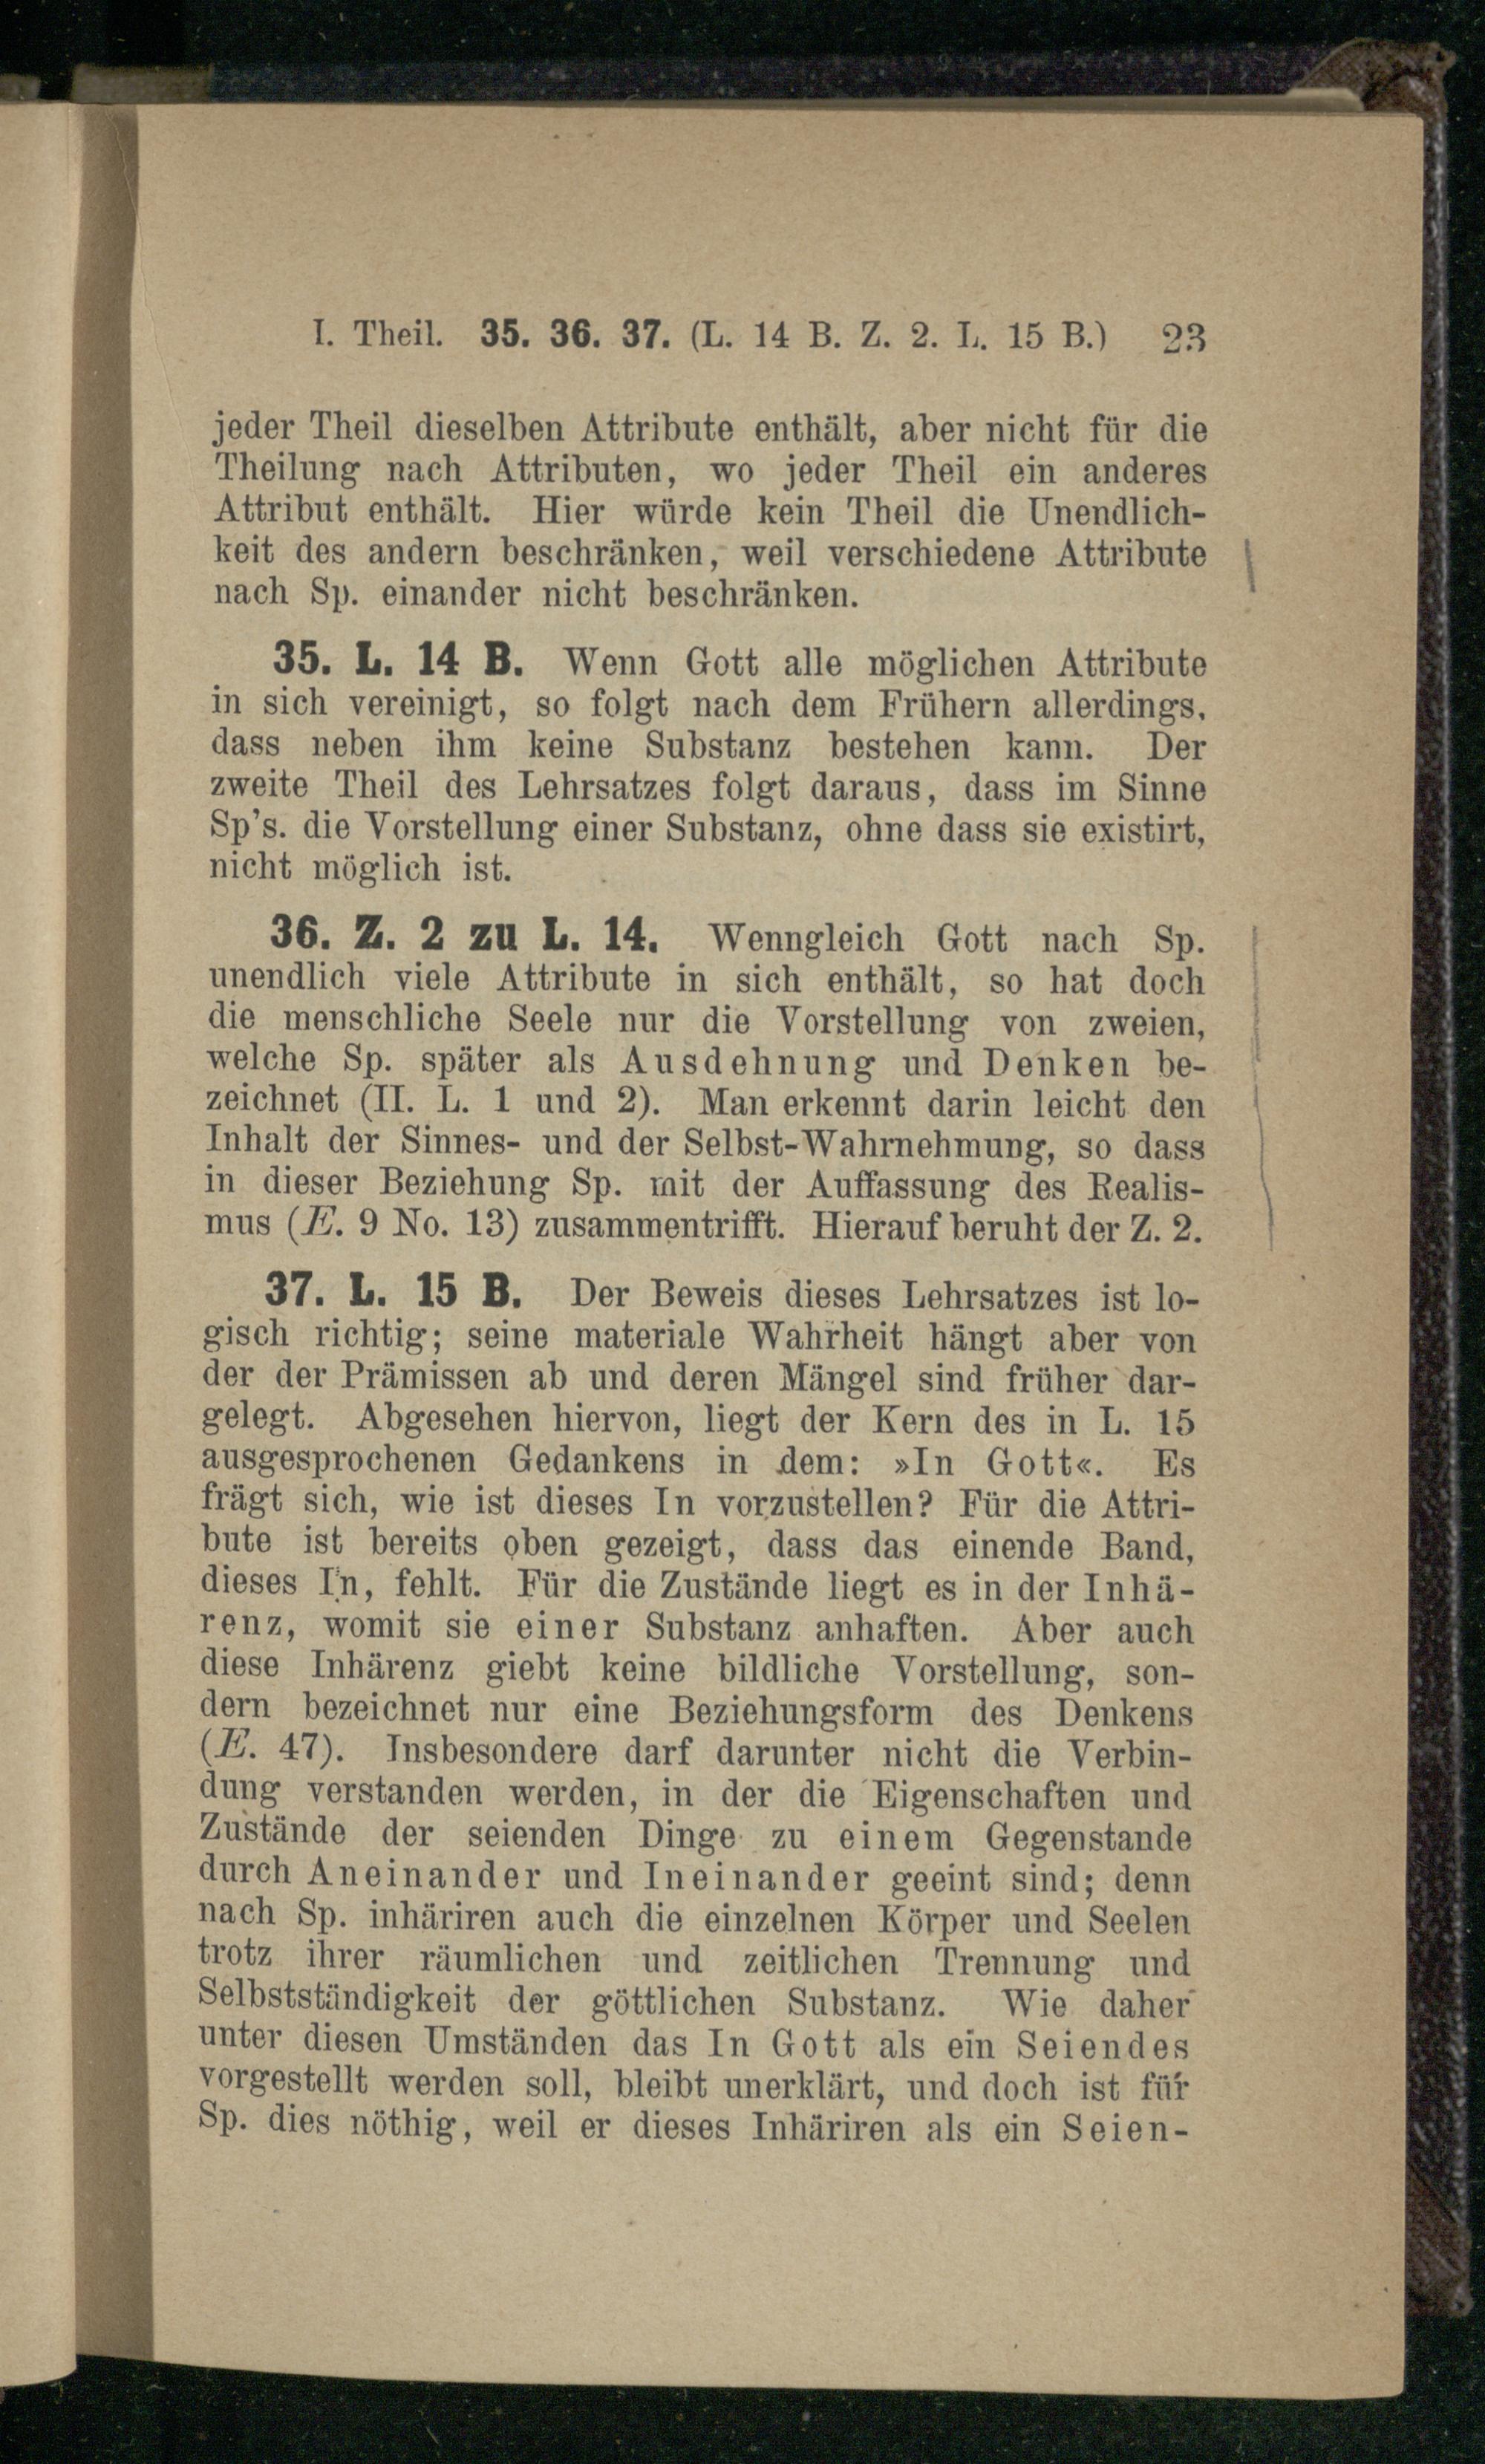 I. Theil. 35. 36. 37. (L. 14 B. Z. 2. L. 15 B.) 23
jeder Theil dieselben Attribute enthält, aber nicht für die
Theilung nach Attributen, wo jeder Theil ein anderes
Attribut enthält. Hier würde kein Theil die Unendlich-
keit des andern beschränken, weil verschiedene Attribute
nach Sp. einander nicht beschränken.
35. L. 14 B. Wenn Gott alle möglichen Attribute
in sich vereinigt, so folgt nach dem Frühern allerdings,
dass neben ihm keine Substanz bestehen kann. Der
zweite Theil des Lehrsatzes folgt daraus, dass im Sinne
Sp's. die Vorstellung einer Substanz, ohne dass sie existirt,
nicht möglich ist.
36. Z. 2 zu L. 14. Wenngleich Gott nach Sp.
unendlich viele Attribute in sich enthält, so hat doch
die menschliche Seele nur die Vorstellung von zweien,
welche Sp. später als Ausdehnung und Denken be-
zeichnet (II. L. 1 und 2). Man erkennt darin leicht den
Inhalt der Sinnes- und der Selbst-Wahrnehmung, so dass
in dieser Beziehung Sp. mit der Auffassung des Realis-
mus (E. 9 No. 13) zusammentrifft. Hierauf beruht der Z. 2.
37. L. 15 B. Der Beweis dieses Lehrsatzes ist lo-
gisch richtig; seine materiale Wahrheit hängt aber von
der der Prämissen ab und deren Mängel sind früher dar-
gelegt. Abgesehen hiervon, liegt der Kern des in L. 15
ausgesprochenen Gedankens in dem: »In Gott«. Es
frägt sich, wie ist dieses In vorzustellen? Für die Attri-
bute ist bereits oben gezeigt, dass das einende Band,
dieses In, fehlt. Für die Zustände liegt es in der Inhä-
renz, womit sie einer Substanz anhaften. Aber auch
diese Inhärenz giebt keine bildliche Vorstellung, son-
dern bezeichnet nur eine Beziehungsform des Denkens
(E. 47). Insbesondere darf darunter nicht die Verbin-
dung verstanden werden, in der die Eigenschaften und
Zustände der seienden Dinge zu einem Gegenstande
durch Aneinander und Ineinander geeint sind; denn
nach Sp. inhäriren auch die einzelnen Körper und Seelen
trotz ihrer räumlichen und zeitlichen Trennung und
Selbstständigkeit der göttlichen Substanz. Wie daher
unter diesen Umständen das In Gott als ein Seiendes
vorgestellt werden soll, bleibt unerklärt, und doch ist für
Sp. dies nöthig, weil er dieses Inhäriren als ein Seien-